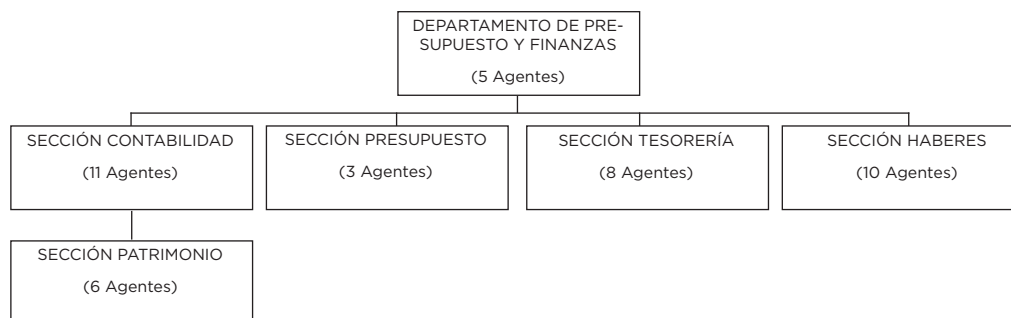 DEPARTAMENTO DE PRE-
SUPUESTO Y FINANZAS
(5 Agentes)
SECCIÓN CONTABILIDAD
(11 Agentes)
SECCIÓN PRESUPUESTO
(3 Agentes)
SECCIÓN TESORERÍA
(8 Agentes)
SECCIÓN HABERES
(10 Agentes)
SECCIÓN PATRIMONIO
(6 Agentes)